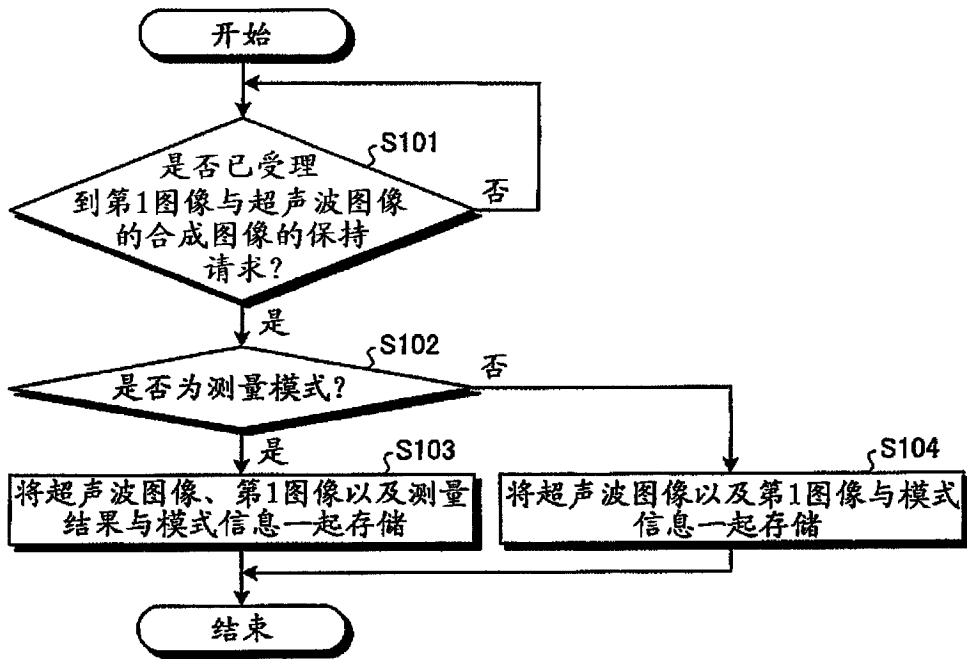 开始
S101
是否已受理
到第1图像与超声波图像
的合成图像的保持
请求?
否
是
S102
是否为测量模式?
否
是
S103
将超声波图像、第1图像以及测量
结果与模式信息一起存储
S104
将超声波图像以及第1图像与模式
信息一起存储
结束